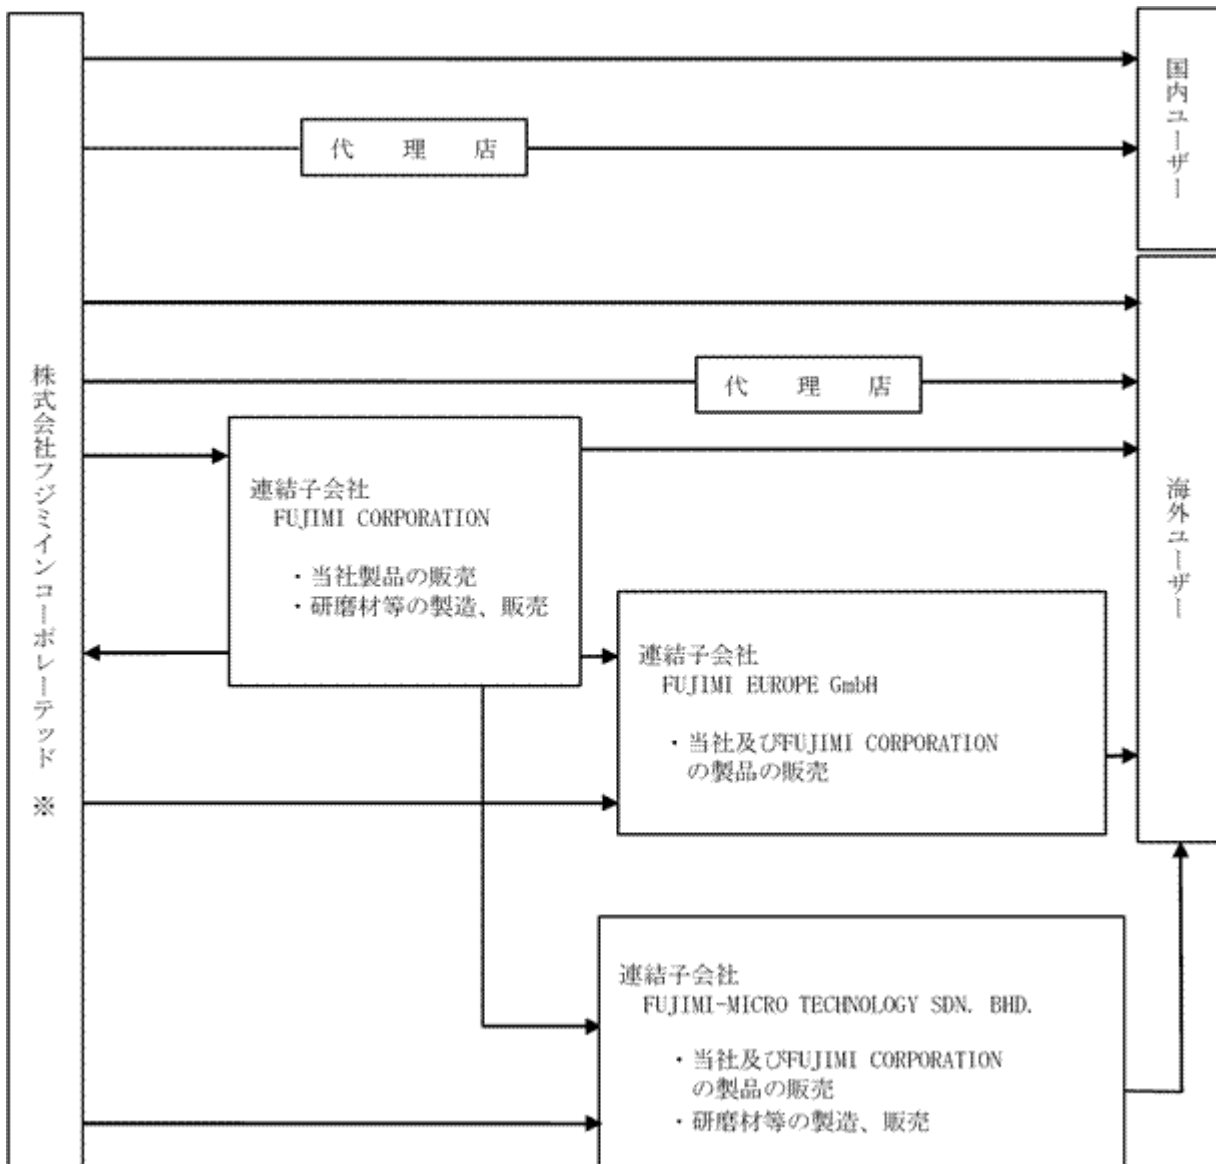 国内ユーザー
代　理　店
代　理　店
株式会社フジミインコーポレーテッド ※
海外ユーザー
連結子会社
FUJIMI CORPORATION
・当社製品の販売
・研磨材等の製造、販売
連結子会社
FUJIMI EUROPE GmbH
・当社及びFUJIMI CORPORATION
の製品の販売
連結子会社
FUJIMI-MICRO TECHNOLOGY SDN. BHD.
・当社及びFUJIMI CORPORATION
の製品の販売
・研磨材等の製造、販売